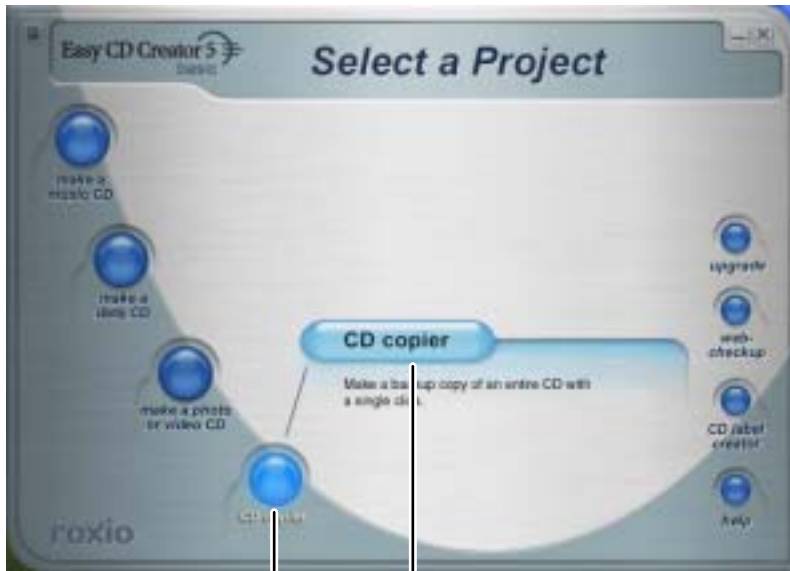 Easy CD Creator 5
basic
Select a Project
make a
music CD
make a
data CD
make a photo
or video CD
CD copier
Make a backup copy of an entire CD with
a single click.
CD copier
upgrade
web-
checkup
CD label
creator
help
roxio